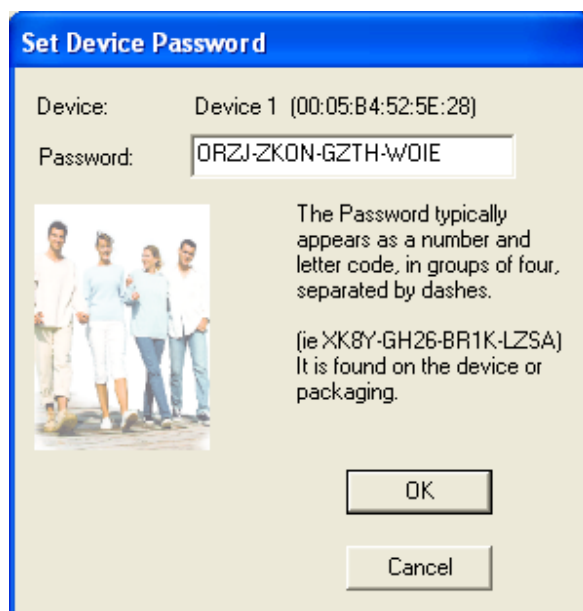 Set Device Password
Device: Device 1 (00:05:B4:52:5E:28)
Password: ORZJ-ZKON-GZTH-WOIE
The Password typically
appears as a number and
letter code, in groups of four,
separated by dashes.
(ie XK8Y-GH26-BR1K-LZSA)
It is found on the device or
packaging.
OK
Cancel